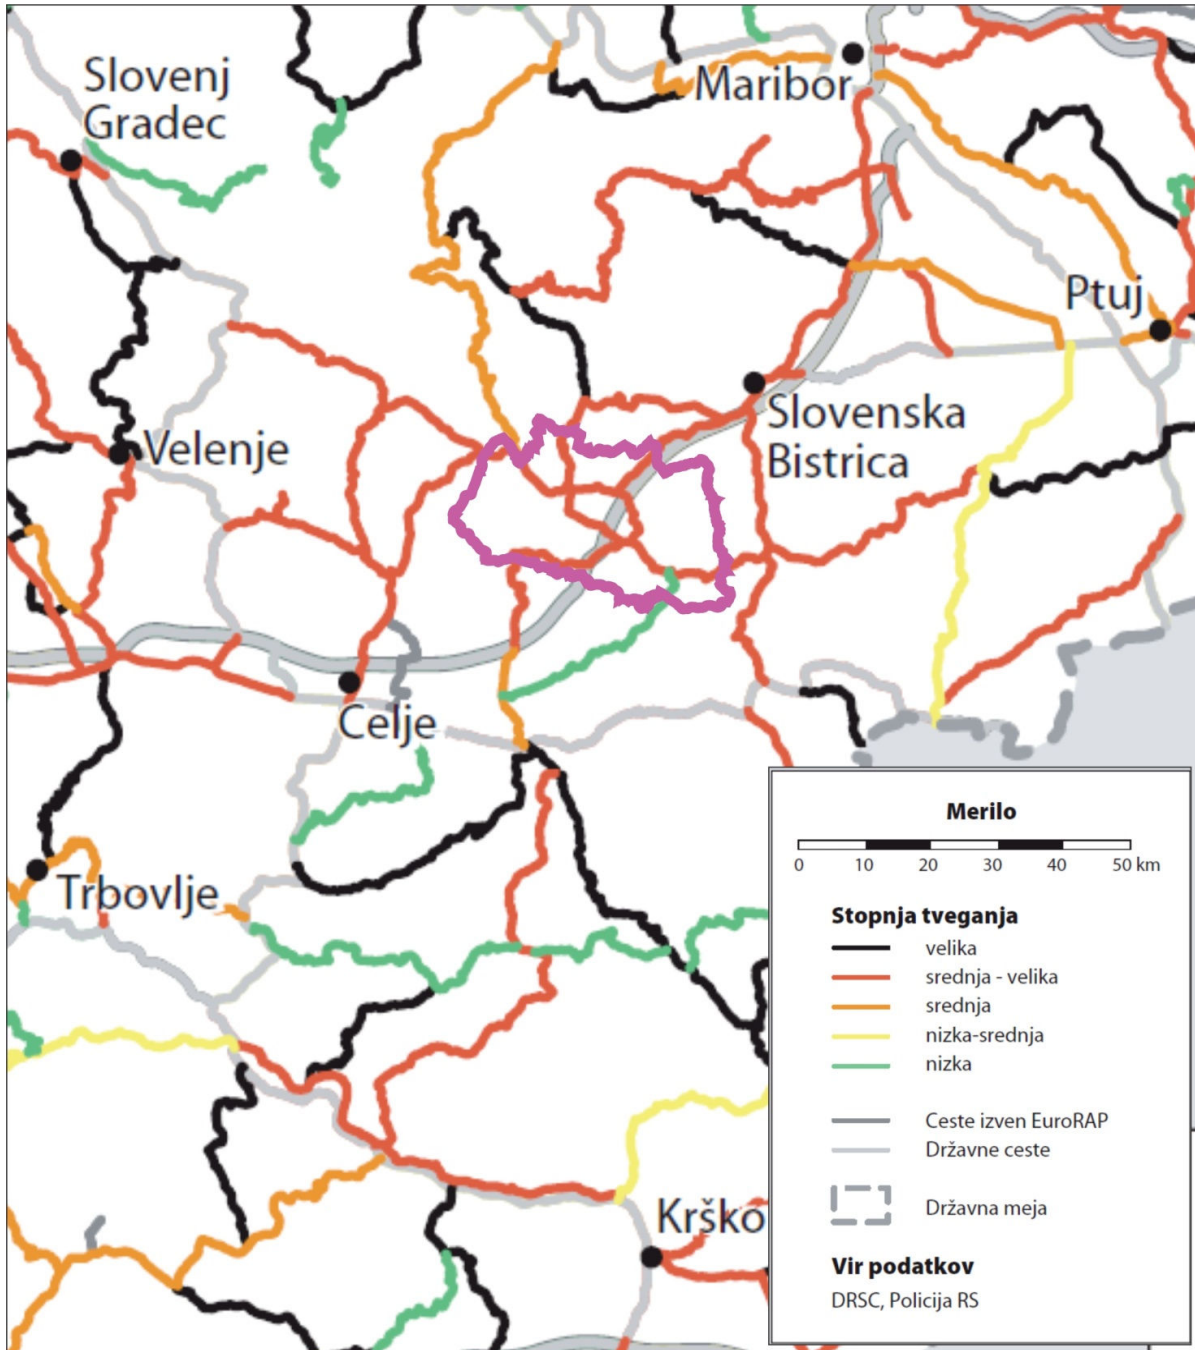 Slovenj
Gradec
Maribor
Ptuj
Velenje
Slovenska
Bistrica
Celje
Trbovlje
Krško
Merilo
0 10 20 30 40 50 km
Stopnja tveganja
velika
srednja - velika
srednja
nizka-srednja
nizka
Ceste izven EuroRAP
Državne ceste
Državna meja
Vir podatkov
DRSC, Policija RS